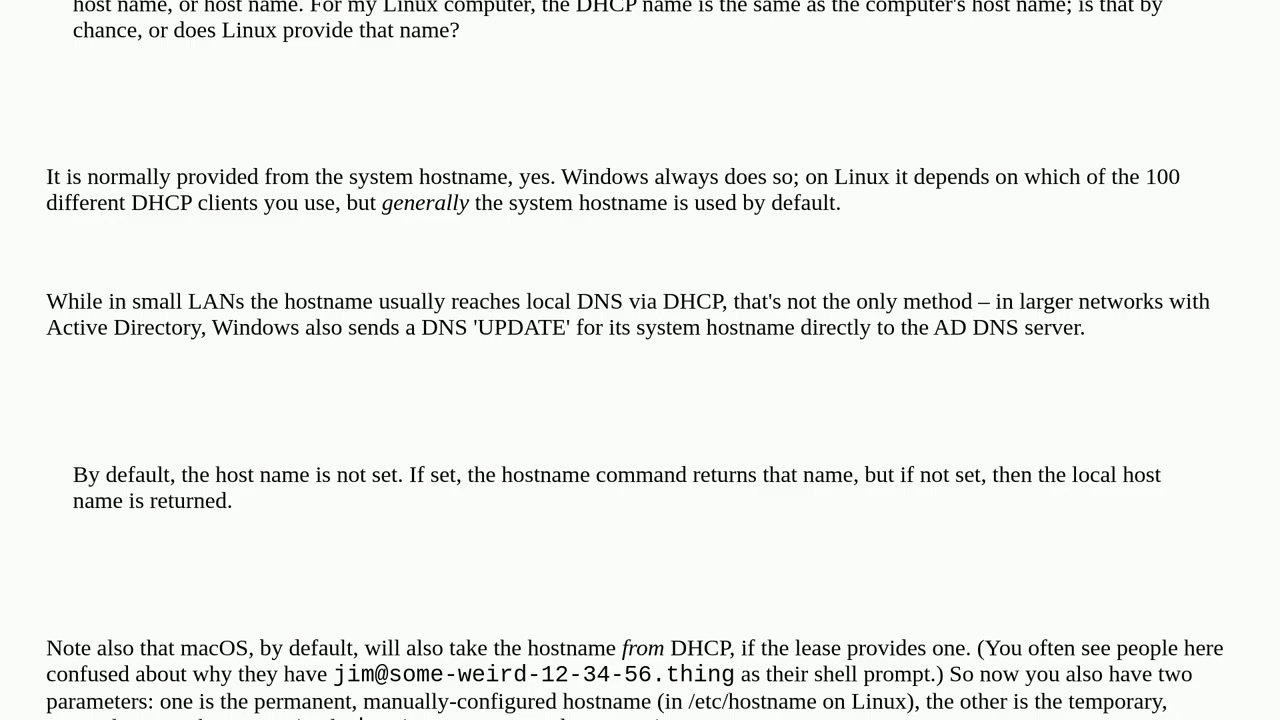 host name, or host name. For my Linux computer, the DHCP name is the same as the computer's host name; is that by
chance, or does Linux provide that name?
It is normally provided from the system hostname, yes. Windows always does so; on Linux it depends on which of the 100
different DHCP clients you use, but generally the system hostname is used by default.
While in small LANs the hostname usually reaches local DNS via DHCP, that's not the only method – in larger networks with
Active Directory, Windows also sends a DNS 'UPDATE' for its system hostname directly to the AD DNS server.
By default, the host name is not set. If set, the hostname command returns that name, but if not set, then the local host
name is returned.
Note also that macOS, by default, will also take the hostname from DHCP, if the lease provides one. (You often see people here
confused about why they have jim@some-weird-12-34-56.thing as their shell prompt.) So now you also have two
parameters: one is the permanent, manually-configured hostname (in /etc/hostname on Linux), the other is the temporary,